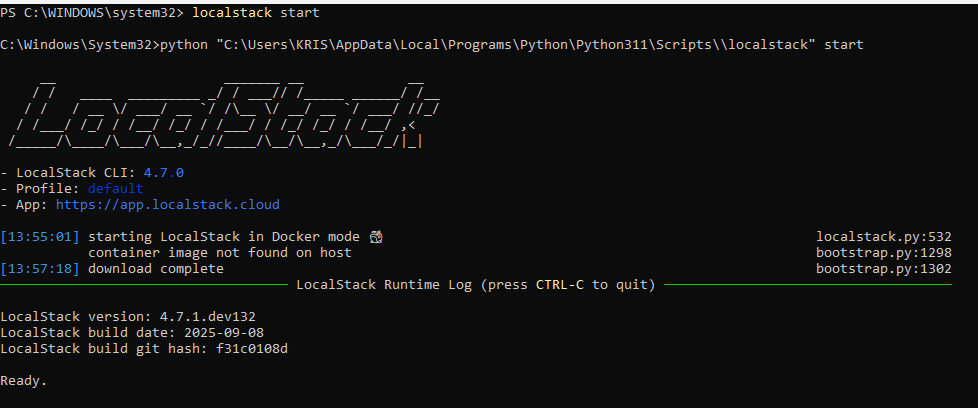 PS C:\WINDOWS\system32> localstack start
C:\Windows\System32>python "C:\Users\KRIS\AppData\Local\Programs\Python\Python311\Scripts\\localstack" start
LocalStack
- LocalStack CLI: 4.7.0
- Profile: default
- App: https://app.localstack.cloud
[13:55:01] starting LocalStack in Docker mode 🐳 localstack.py:532
container image not found on host bootstrap.py:1298
[13:57:18] download complete bootstrap.py:1302
LocalStack Runtime Log (press CTRL-C to quit)
LocalStack version: 4.7.1.dev132
LocalStack build date: 2025-09-08
LocalStack build git hash: f31c0108d
Ready.